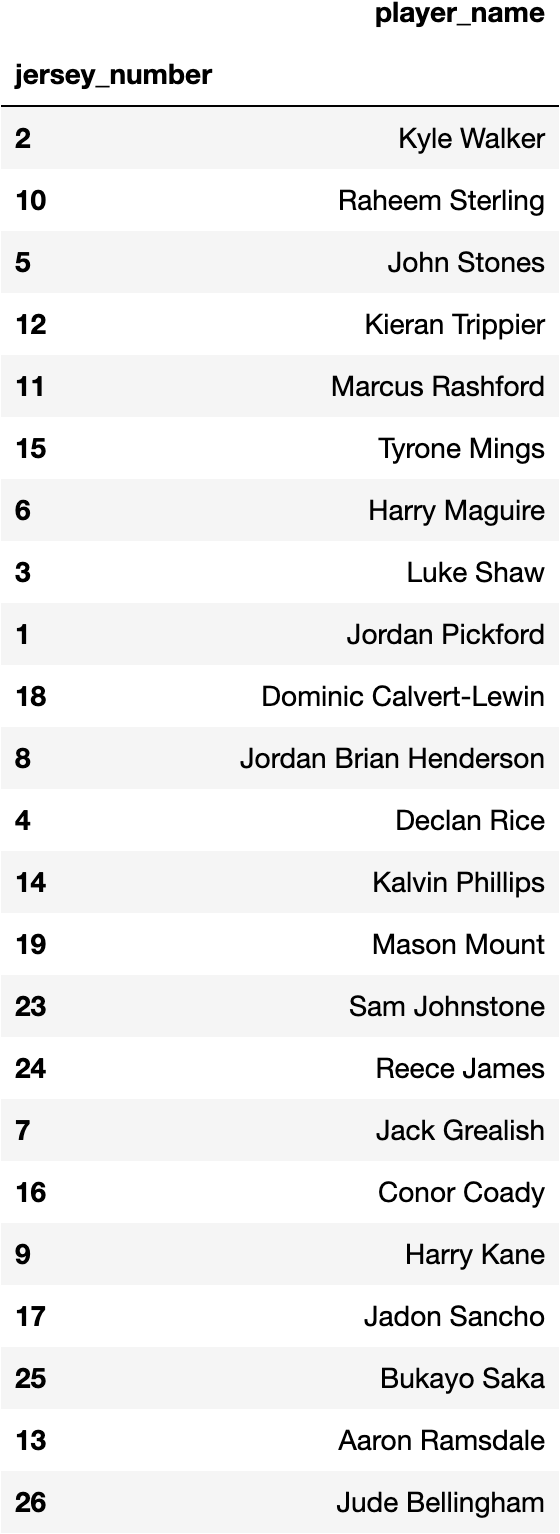 player_name
jersey_number
2 Kyle Walker
10 Raheem Sterling
5 John Stones
12 Kieran Trippier
11 Marcus Rashford
15 Tyrone Mings
6 Harry Maguire
3 Luke Shaw
1 Jordan Pickford
18 Dominic Calvert-Lewin
8 Jordan Brian Henderson
4 Declan Rice
14 Kalvin Phillips
19 Mason Mount
23 Sam Johnstone
24 Reece James
7 Jack Grealish
16 Conor Coady
9 Harry Kane
17 Jadon Sancho
25 Bukayo Saka
13 Aaron Ramsdale
26 Jude Bellingham